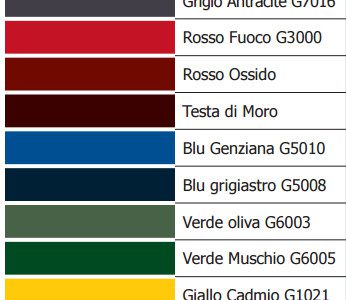 Grigio Antracite G7016
Rosso Fuoco G3000
Rosso Ossido
Testa di Moro
Blu Genziana G5010
Blu grigiastro G5008
Verde oliva G6003
Verde Muschio G6005
Giallo Cadmio G1021